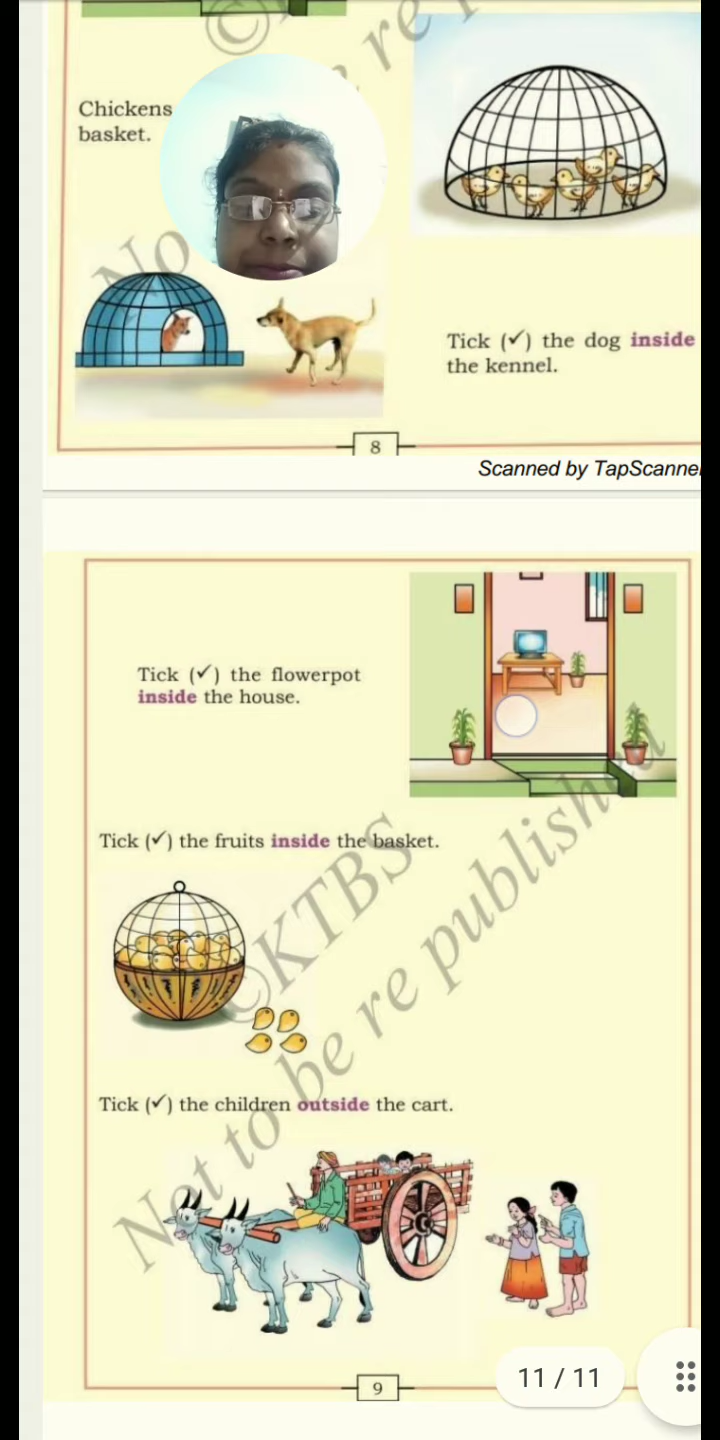 Chickens
basket.
Tick (✓) the dog inside
the kennel.
8
Scanned by TapScanne
Tick (✓) the flowerpot
inside the house.
Tick (✓) the fruits inside the basket.
Tick (✓) the children outside the cart.
©KTBS
Not to be re published
9
11 / 11